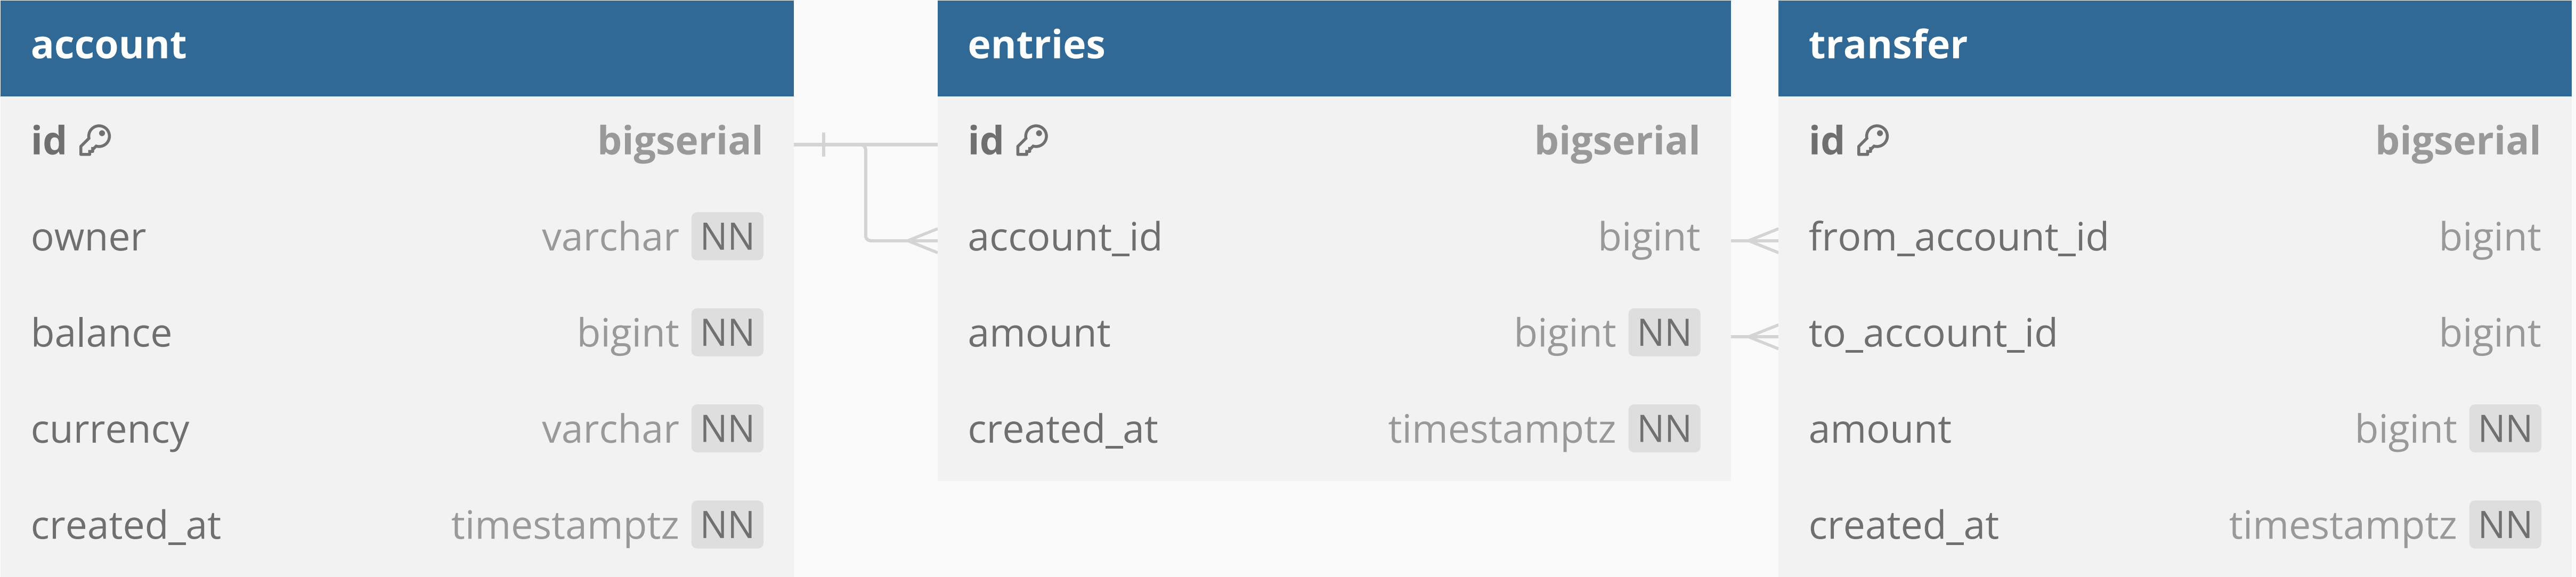 account
id bigserial
owner varchar NN
balance bigint NN
currency varchar NN
created_at timestamptz NN
entries
id bigserial
account_id bigint
amount bigint NN
created_at timestamptz NN
transfer
id bigserial
from_account_id bigint
to_account_id bigint
amount bigint NN
created_at timestamptz NN